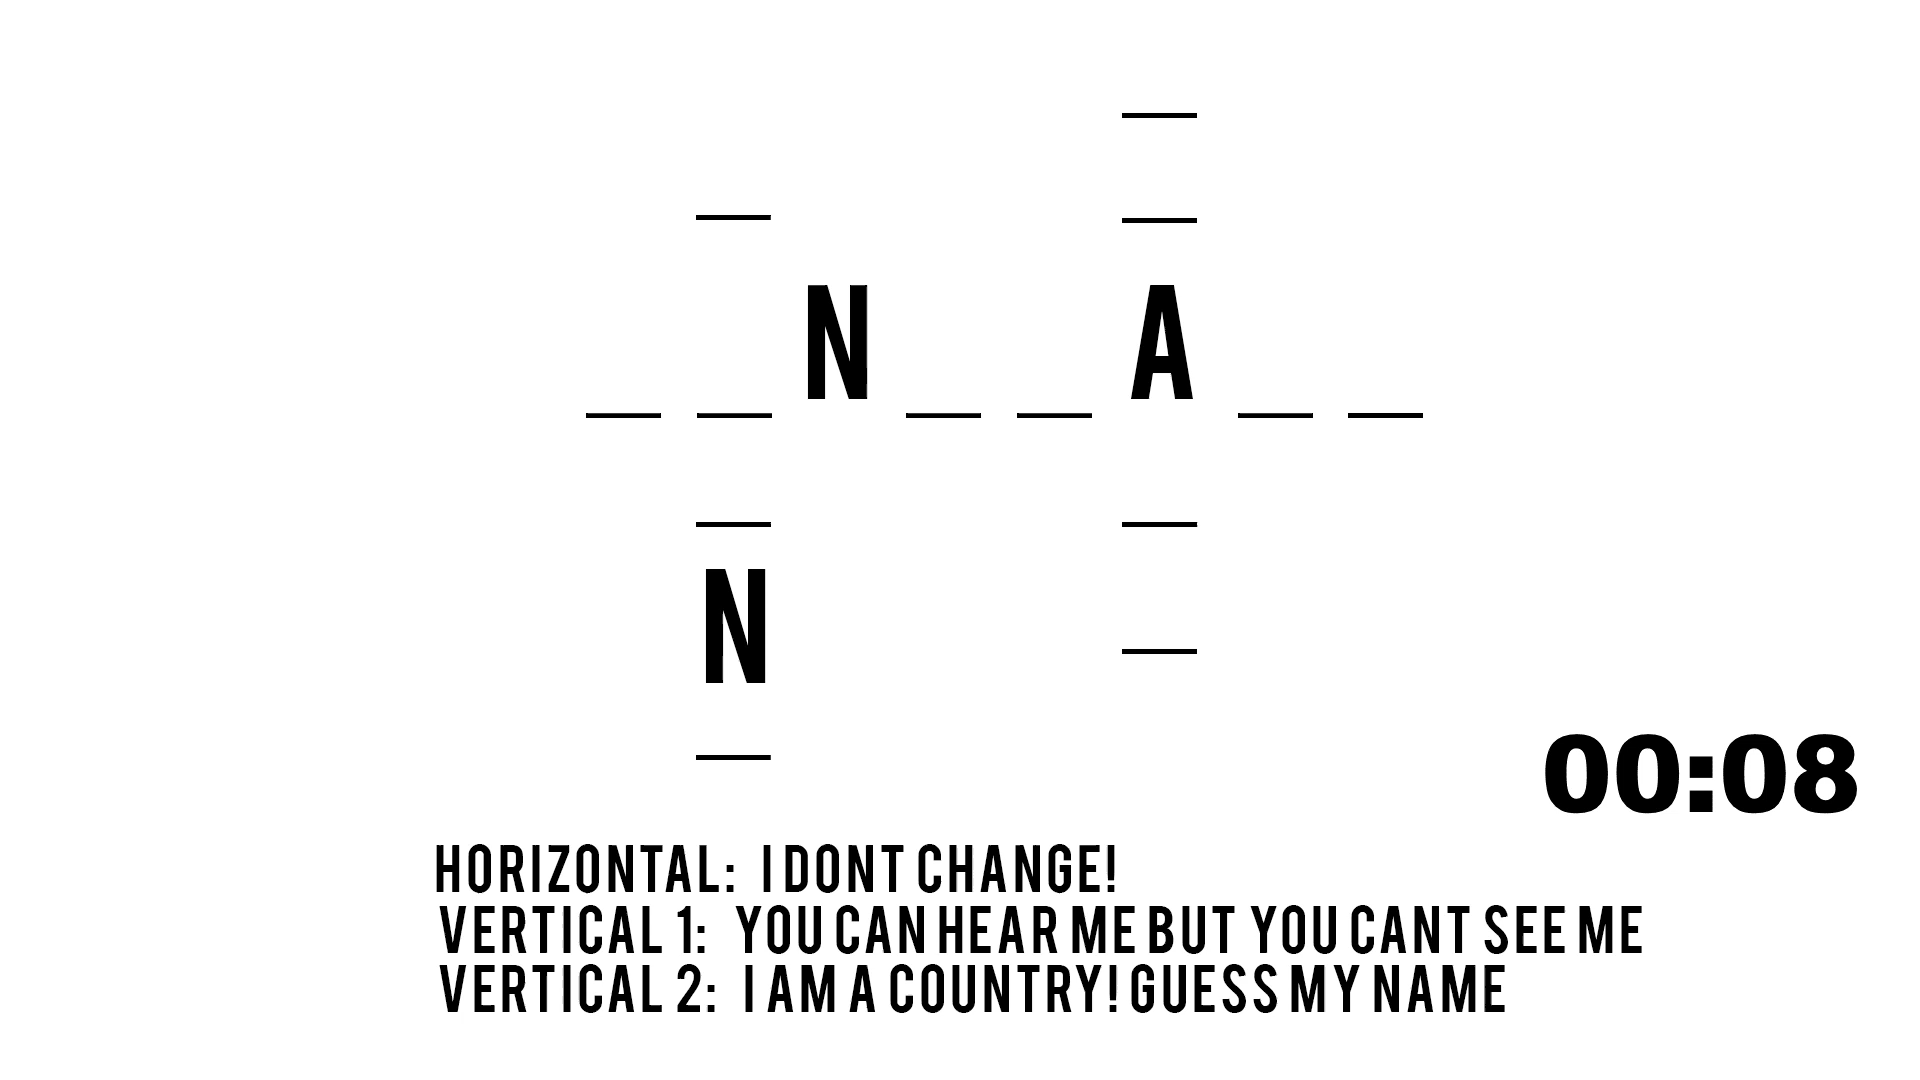 _
_
_
_ _ N _ _ A _ _
_ _
N
_
_
00:08
HORIZONTAL: I DONT CHANGE!
VERTICAL 1: YOU CAN HEAR ME BUT YOU CANT SEE ME
VERTICAL 2: I AM A COUNTRY! GUESS MY NAME